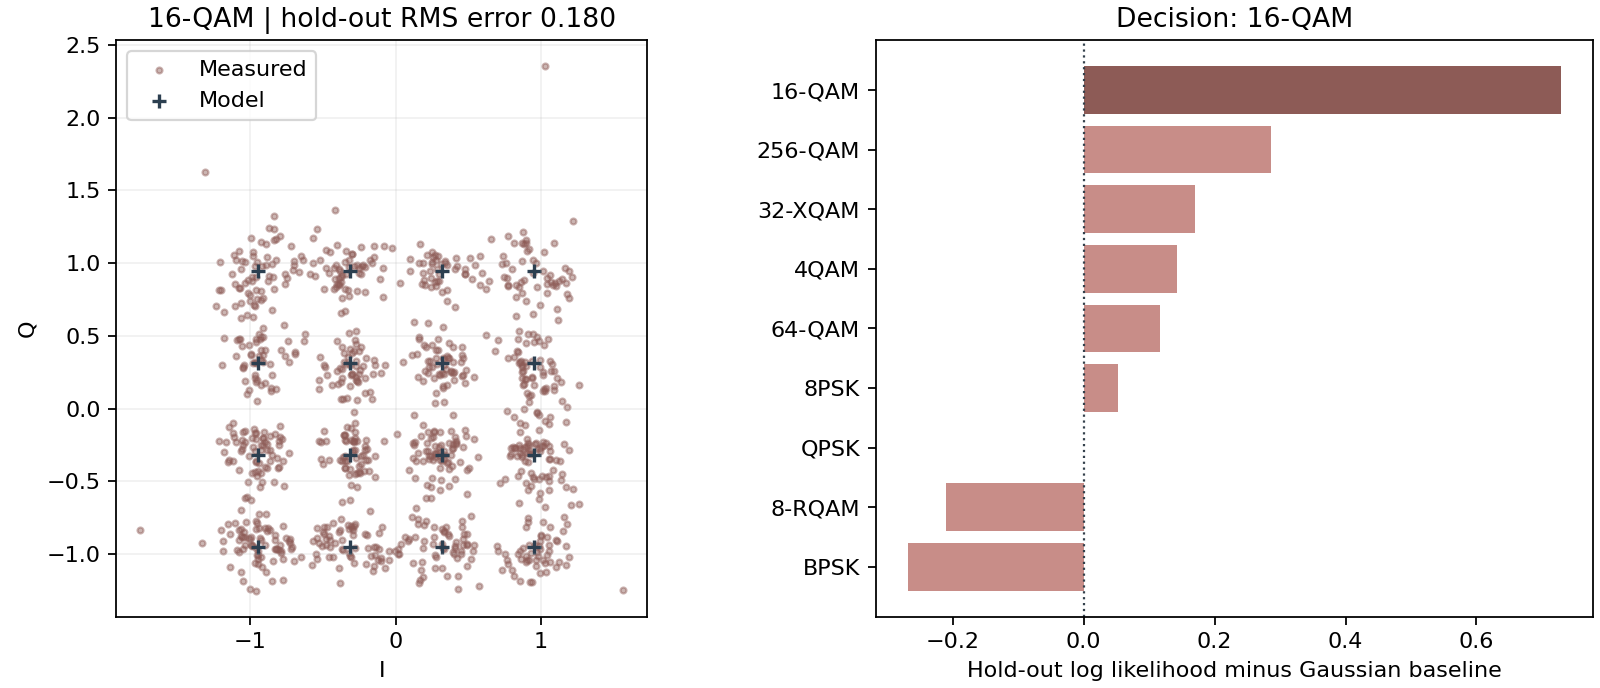 16-QAM | hold-out RMS error 0.180
Measured
Model
2.5
2.0
1.5
1.0
0.5
0.0
−0.5
−1.0
Q
−1
0
1
I
Decision: 16-QAM
16-QAM
256-QAM
32-XQAM
4QAM
64-QAM
8PSK
QPSK
8-RQAM
BPSK
−0.2
0.0
0.2
0.4
0.6
Hold-out log likelihood minus Gaussian baseline